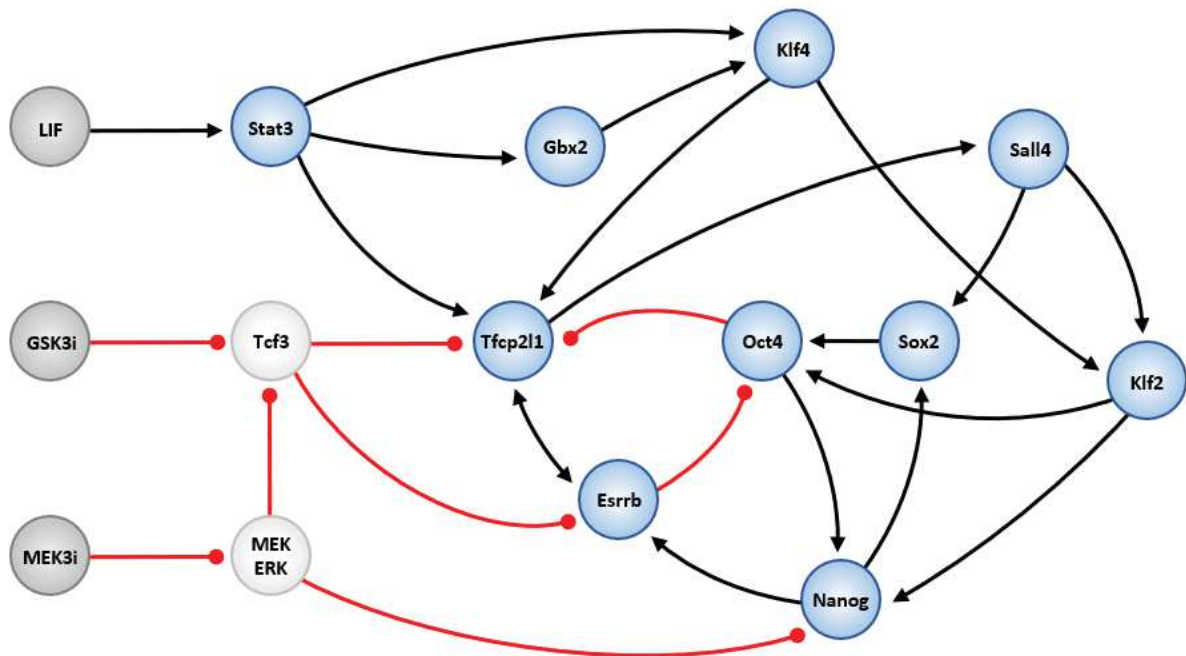 Klf4
LIF
Stat3
Gbx2
Sall4
GSK3i
Tcf3
Tfcp2l1
Oct4
Sox2
Klf2
Esrrb
MEK3i
MEK
ERK
Nanog